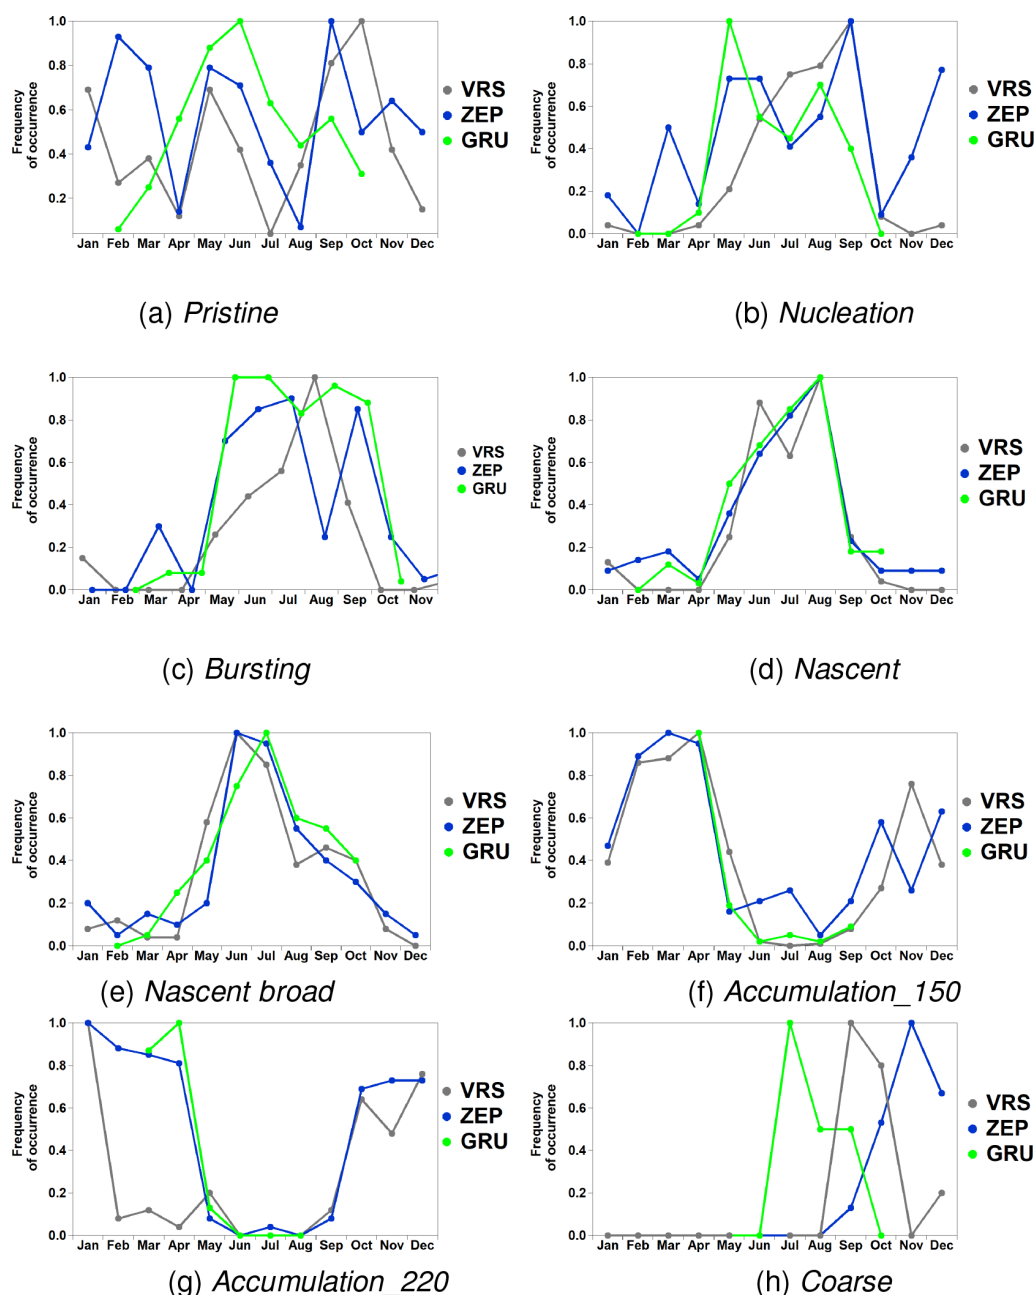 1.0
0.8
0.6
0.4
0.2
Frequency
of occurrence
Jan Feb Mar Apr May Jun Jul Aug Sep Oct Nov Dec
VRS
ZEP
GRU
(a) Pristine
1.0
0.8
0.6
0.4
0.2
0.0
Frequency
of occurrence
Jan Feb Mar Apr May Jun Jul Aug Sep Oct Nov Dec
VRS
ZEP
GRU
(b) Nucleation
1.0
0.8
0.6
0.4
0.2
0.0
Frequency
of occurrence
Jan Feb Mar Apr May Jun Jul Aug Sep Oct Nov
VRS
ZEP
GRU
(c) Bursting
1.0
0.8
0.6
0.4
0.2
0.0
Frequency
of occurrence
Jan Feb Mar Apr May Jun Jul Aug Sep Oct Nov Dec
VRS
ZEP
GRU
(d) Nascent
1.0
0.8
0.6
0.4
0.2
0.0
Frequency
of occurrence
Jan Feb Mar Apr May Jun Jul Aug Sep Oct Nov Dec
VRS
ZEP
GRU
(e) Nascent broad
1.0
0.8
0.6
0.4
0.2
0.0
Frequency
of occurrence
Jan Feb Mar Apr May Jun Jul Aug Sep Oct Nov Dec
VRS
ZEP
GRU
(f) Accumulation_150
1.0
0.8
0.6
0.4
0.2
0.0
Frequency
of occurrence
Jan Feb Mar Apr May Jun Jul Aug Sep Oct Nov Dec
VRS
ZEP
GRU
(g) Accumulation_220
1.0
0.8
0.6
0.4
0.2
0.0
Frequency
of occurrence
Jan Feb Mar Apr May Jun Jul Aug Sep Oct Nov Dec
VRS
ZEP
GRU
(h) Coarse